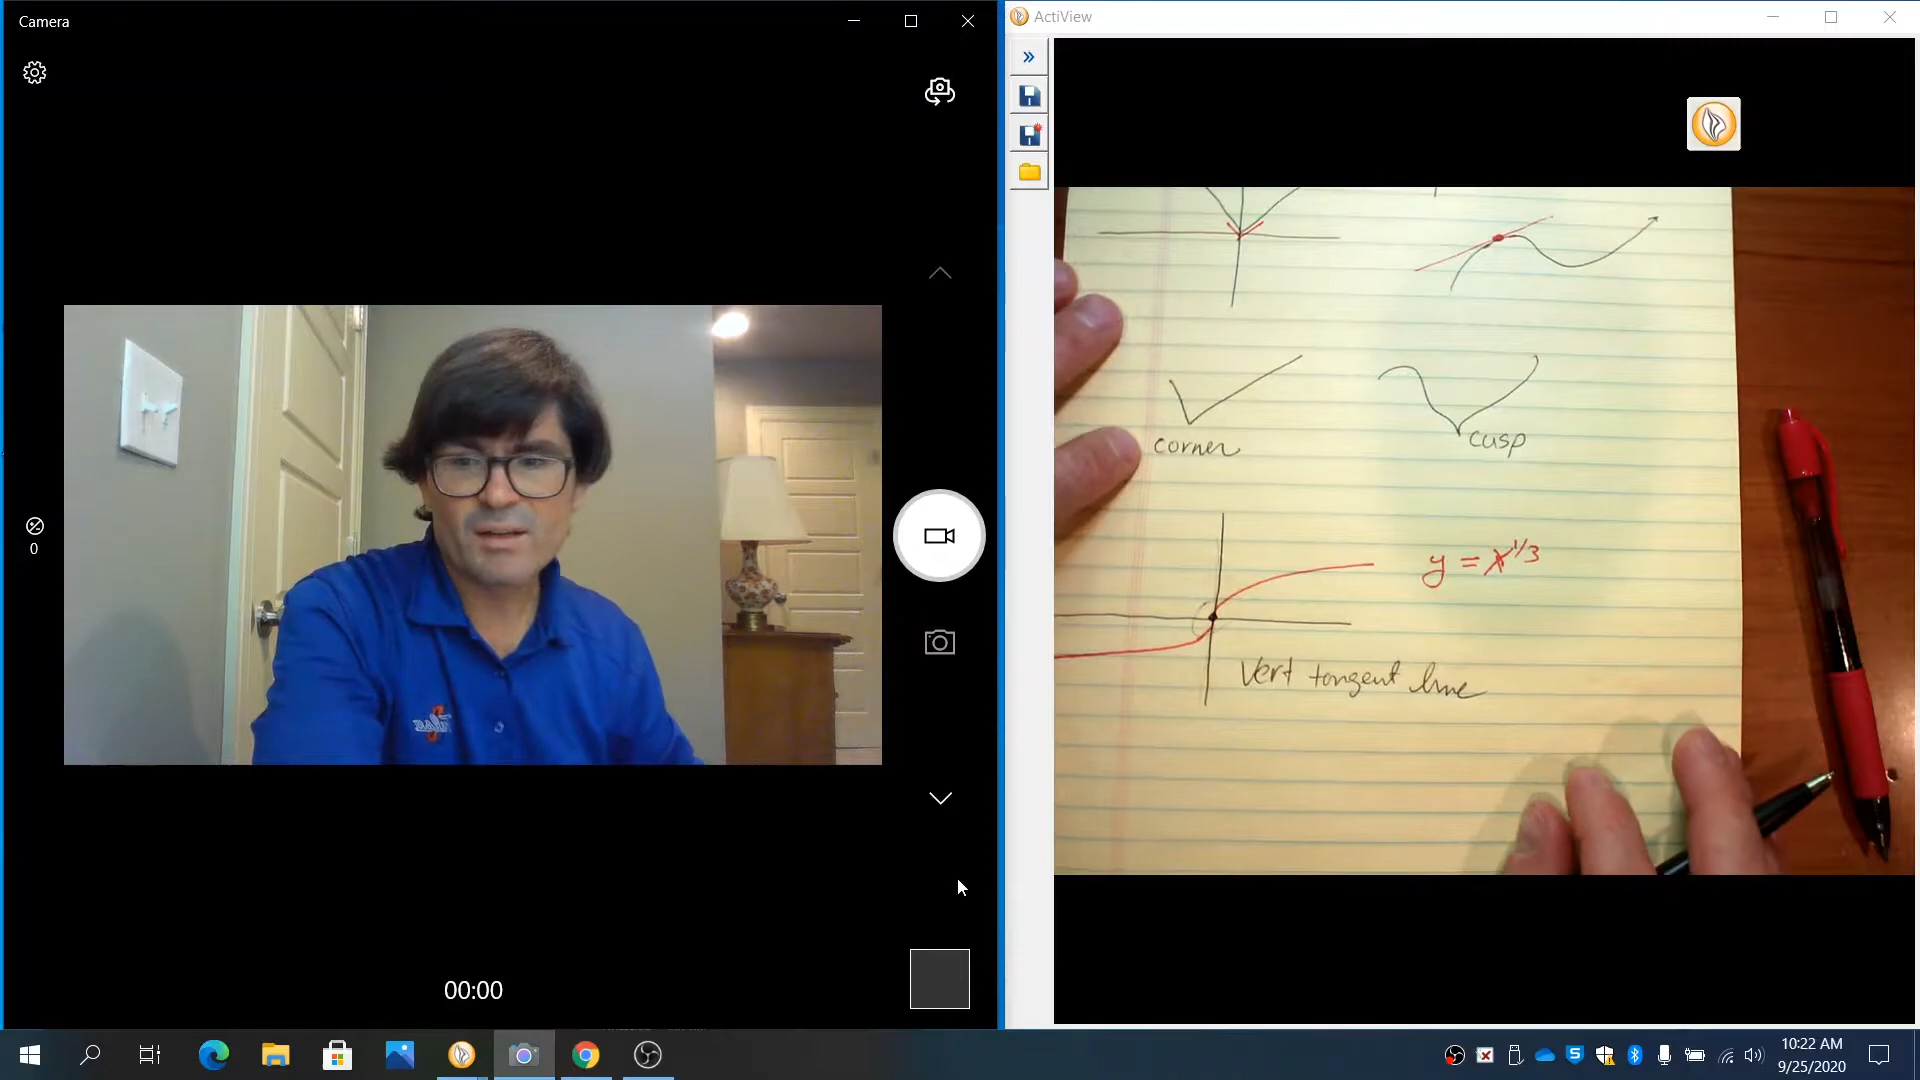 Camera
ActiView
corner
cusp
y = x^1/3
Vert tangent line
0
00:00
10:22 AM
9/25/2020